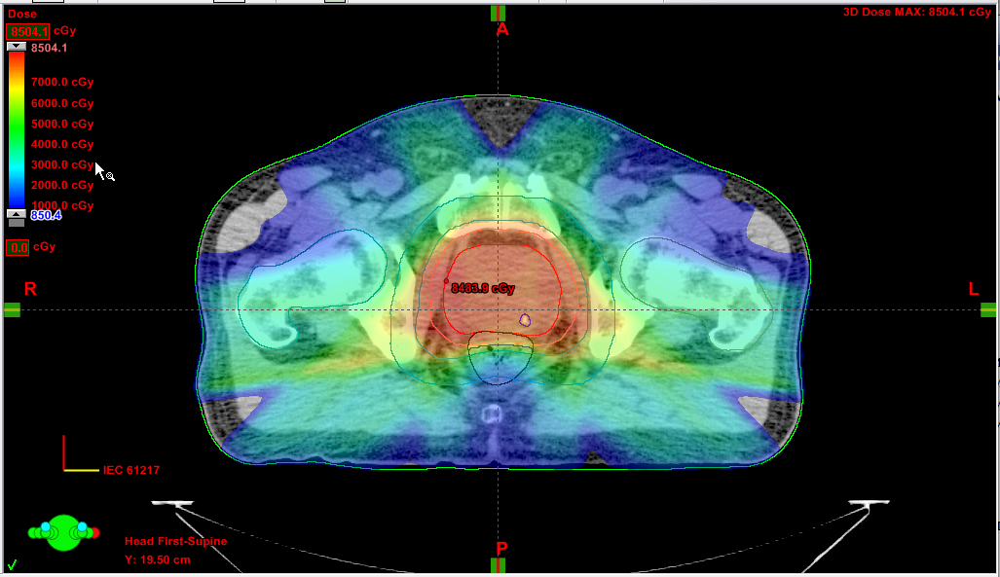 Dose
8504.1 cGy
3D Dose MAX: 8504.1 cGy
A
8504.1
7000.0 cGy
6000.0 cGy
5000.0 cGy
4000.0 cGy
3000.0 cGy
2000.0 cGy
1000.0 cGy
850.4
0.0 cGy
R
8483.9 cGy
L
IEC 61217
Head First-Supine
Y: 19.50 cm
P